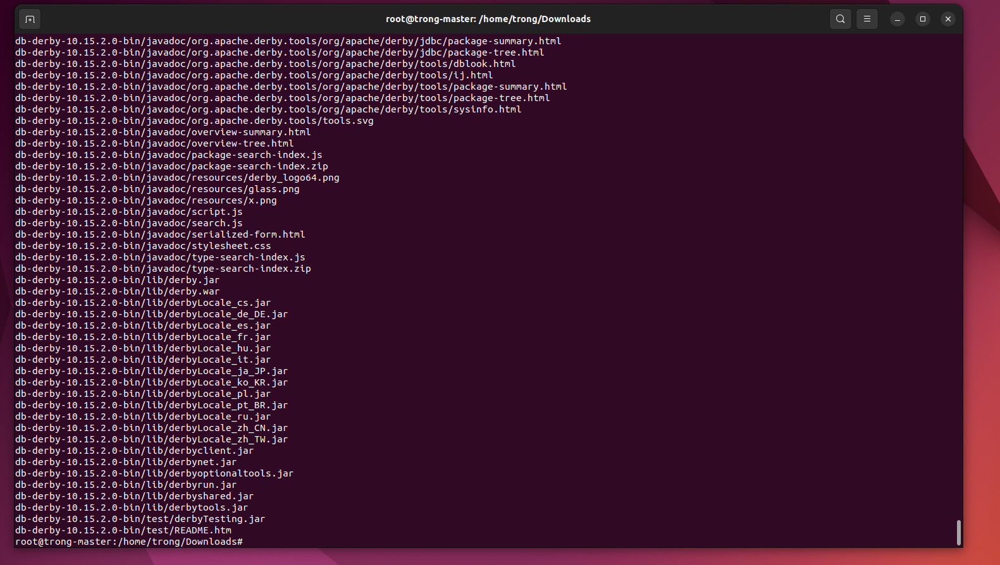 root@trong-master: /home/trong/Downloads
db-derby-10.15.2.0-bin/javadoc/org.apache.derby.tools/org/apache/derby/jdbc/package-summary.html
db-derby-10.15.2.0-bin/javadoc/org.apache.derby.tools/org/apache/derby/jdbc/package-tree.html
db-derby-10.15.2.0-bin/javadoc/org.apache.derby.tools/org/apache/derby/tools/dblook.html
db-derby-10.15.2.0-bin/javadoc/org.apache.derby.tools/org/apache/derby/tools/ij.html
db-derby-10.15.2.0-bin/javadoc/org.apache.derby.tools/org/apache/derby/tools/package-summary.html
db-derby-10.15.2.0-bin/javadoc/org.apache.derby.tools/org/apache/derby/tools/package-tree.html
db-derby-10.15.2.0-bin/javadoc/org.apache.derby.tools/org/apache/derby/tools/sysinfo.html
db-derby-10.15.2.0-bin/javadoc/org.apache.derby.tools/tools.svg
db-derby-10.15.2.0-bin/javadoc/overview-summary.html
db-derby-10.15.2.0-bin/javadoc/overview-tree.html
db-derby-10.15.2.0-bin/javadoc/package-search-index.js
db-derby-10.15.2.0-bin/javadoc/package-search-index.zip
db-derby-10.15.2.0-bin/javadoc/resources/derby_logo64.png
db-derby-10.15.2.0-bin/javadoc/resources/glass.png
db-derby-10.15.2.0-bin/javadoc/resources/x.png
db-derby-10.15.2.0-bin/javadoc/script.js
db-derby-10.15.2.0-bin/javadoc/search.js
db-derby-10.15.2.0-bin/javadoc/serialized-form.html
db-derby-10.15.2.0-bin/javadoc/stylesheet.css
db-derby-10.15.2.0-bin/javadoc/type-search-index.js
db-derby-10.15.2.0-bin/javadoc/type-search-index.zip
db-derby-10.15.2.0-bin/lib/derby.jar
db-derby-10.15.2.0-bin/lib/derby.war
db-derby-10.15.2.0-bin/lib/derbyLocale_cs.jar
db-derby-10.15.2.0-bin/lib/derbyLocale_de_DE.jar
db-derby-10.15.2.0-bin/lib/derbyLocale_es.jar
db-derby-10.15.2.0-bin/lib/derbyLocale_fr.jar
db-derby-10.15.2.0-bin/lib/derbyLocale_hu.jar
db-derby-10.15.2.0-bin/lib/derbyLocale_it.jar
db-derby-10.15.2.0-bin/lib/derbyLocale_ja_JP.jar
db-derby-10.15.2.0-bin/lib/derbyLocale_ko_KR.jar
db-derby-10.15.2.0-bin/lib/derbyLocale_pl.jar
db-derby-10.15.2.0-bin/lib/derbyLocale_pt_BR.jar
db-derby-10.15.2.0-bin/lib/derbyLocale_ru.jar
db-derby-10.15.2.0-bin/lib/derbyLocale_zh_CN.jar
db-derby-10.15.2.0-bin/lib/derbyLocale_zh_TW.jar
db-derby-10.15.2.0-bin/lib/derbyclient.jar
db-derby-10.15.2.0-bin/lib/derbynet.jar
db-derby-10.15.2.0-bin/lib/derbyoptionaltools.jar
db-derby-10.15.2.0-bin/lib/derbyrun.jar
db-derby-10.15.2.0-bin/lib/derbyshared.jar
db-derby-10.15.2.0-bin/lib/derbytools.jar
db-derby-10.15.2.0-bin/test/derbyTesting.jar
db-derby-10.15.2.0-bin/test/README.htm
root@trong-master:/home/trong/Downloads#